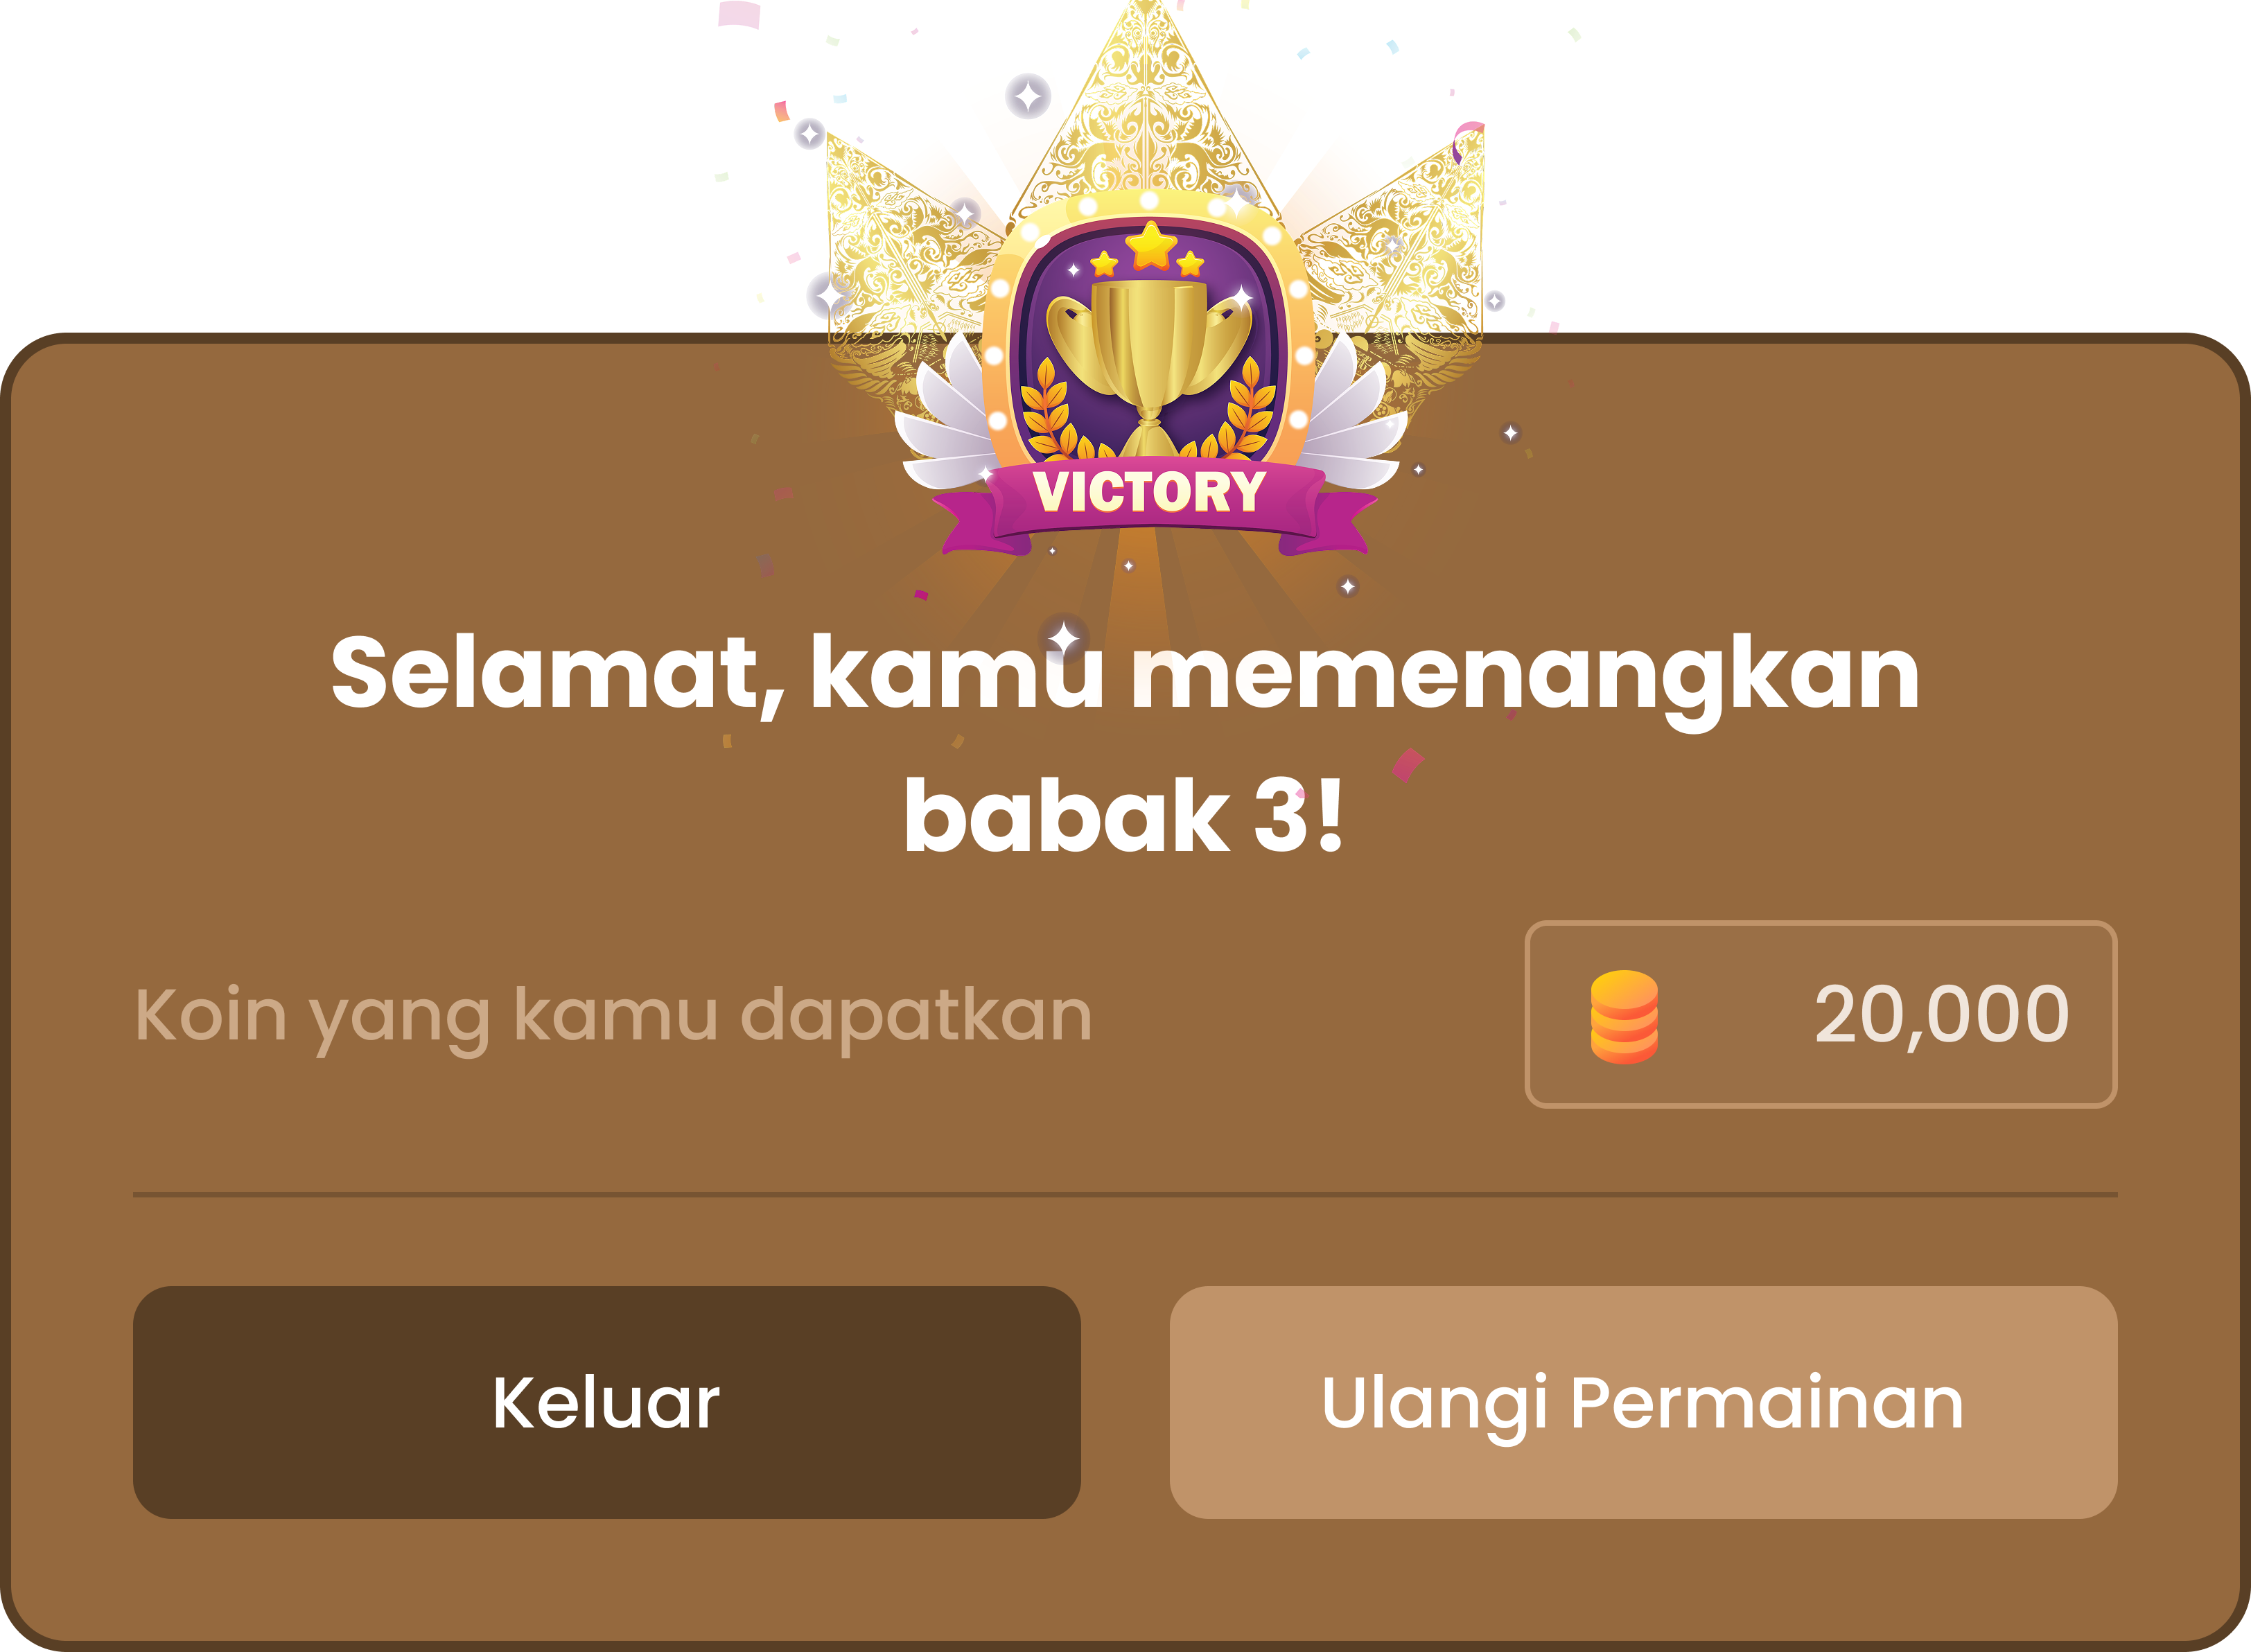 VICTORY
Selamat, kamu memenangkan
babak 3!
Koin yang kamu dapatkan
20,000
Keluar
Ulangi Permainan